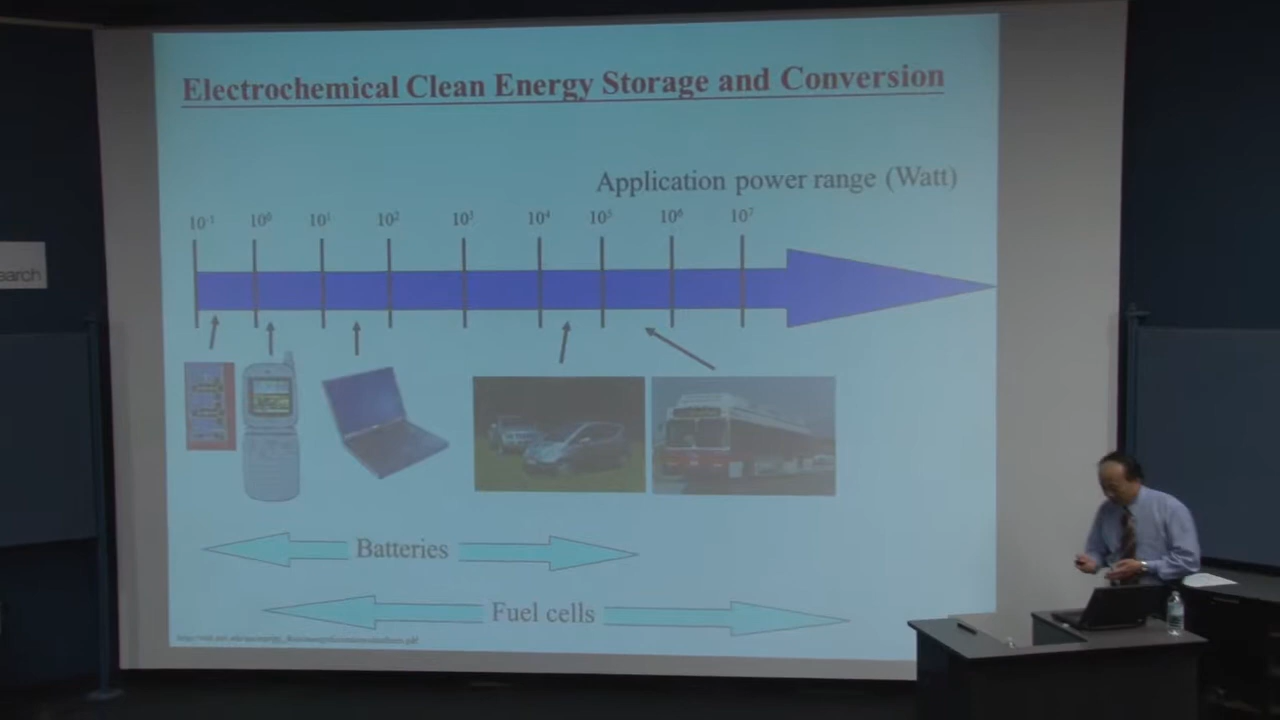 Electrochemical Clean Energy Storage and Conversion
Application power range (Watt)
10⁻¹ 10⁰ 10¹ 10² 10³ 10⁴ 10⁵ 10⁶ 10⁷
earch
Batteries
Fuel cells